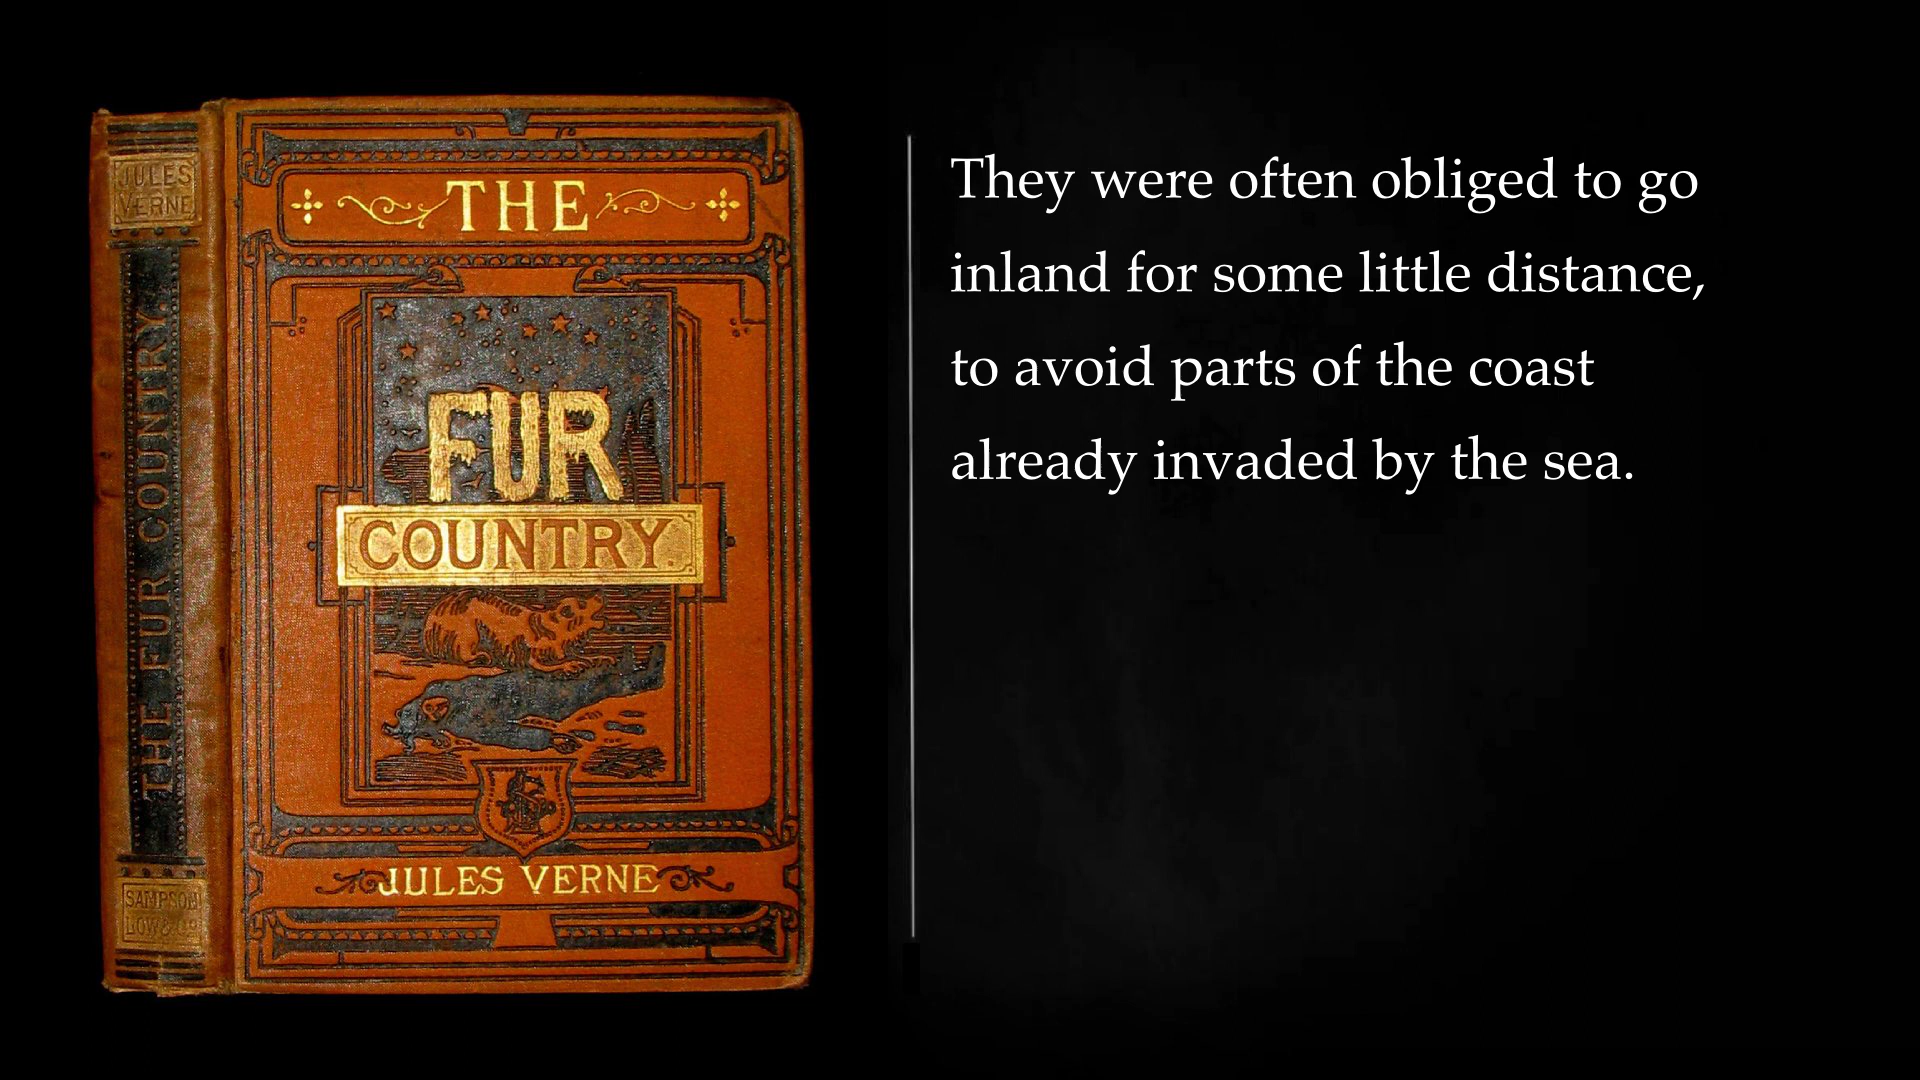 JULES
VERNE
THE FUR COUNTRY.
SAMPSON
LOW & Co
THE
FUR
COUNTRY.
JULES VERNE
They were often obliged to go
inland for some little distance,
to avoid parts of the coast
already invaded by the sea.